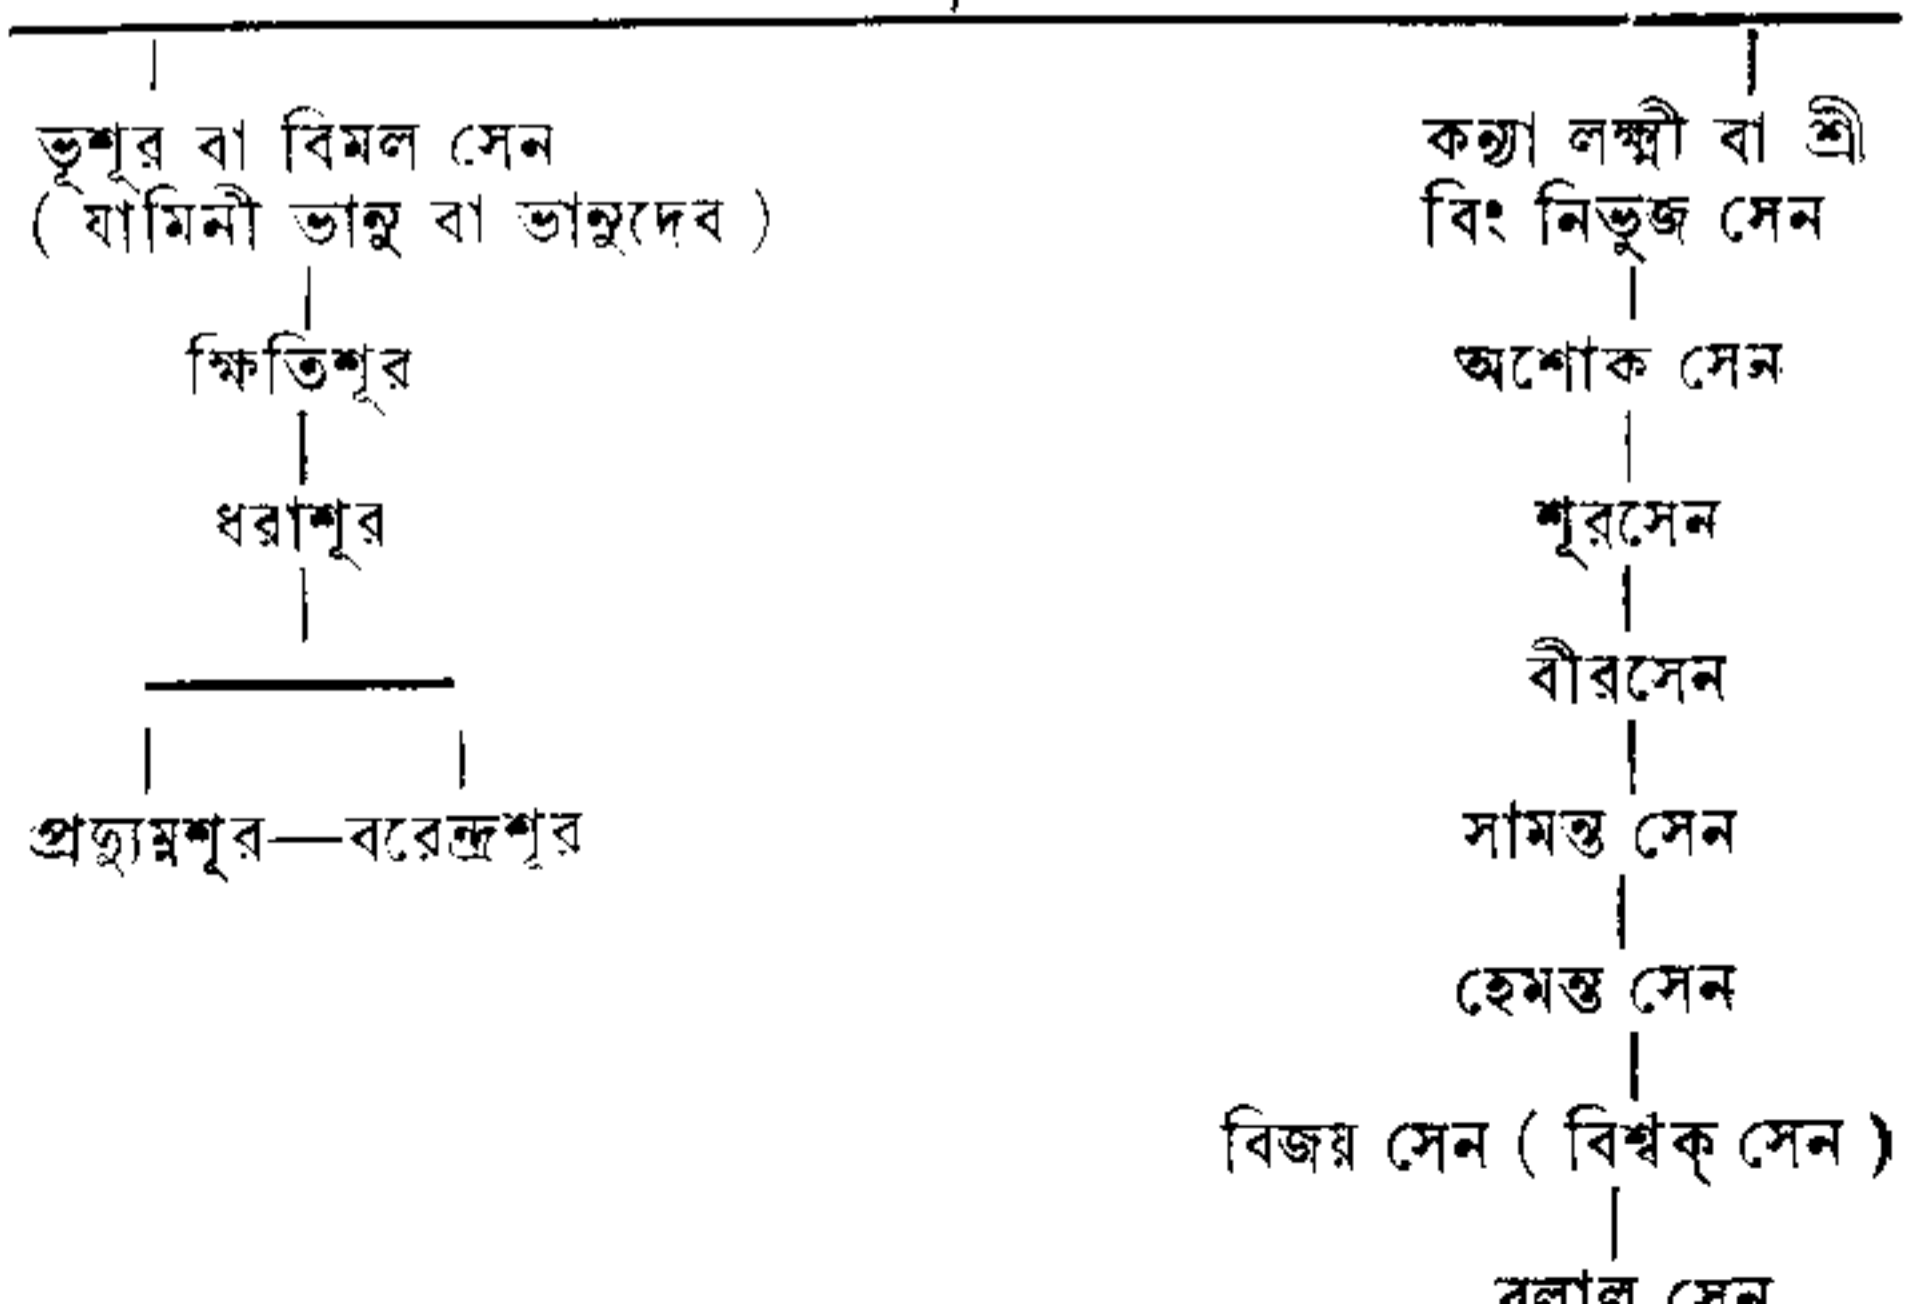 ভূশূর বা বিমল সেন
( যামিনী ভানু বা ভানুদেব )
ক্ষিতিশূর
ধরাশূর
প্রদ্যুম্নশূর—বরেন্দ্রশূর
কন্যা লক্ষ্মী বা শ্রী
বিং নিভুজ সেন
অশোক সেন
শূরসেন
বীরসেন
সামন্ত সেন
হেমন্ত সেন
বিজয় সেন ( বিশ্বক্ সেন )
বলাল সেন